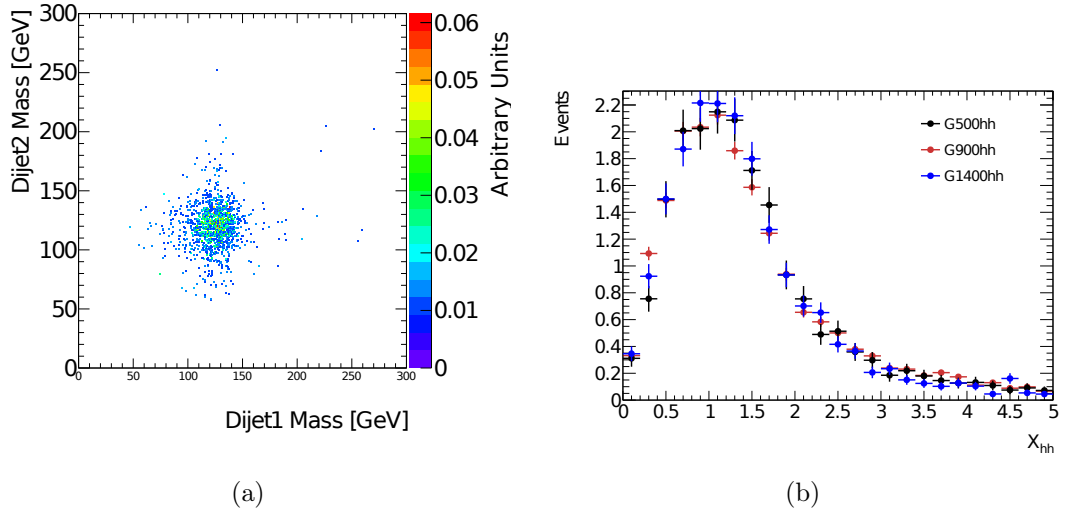 Dijet2 Mass [GeV]
300
250
200
150
100
50
0
0 50 100 150 200 250 300
Dijet1 Mass [GeV]
0.06
0.05
0.04
0.03
0.02
0.01
0
Arbitrary Units
(a)
Events
2.2
2
1.8
1.6
1.4
1.2
1
0.8
0.6
0.4
0.2
0
0 0.5 1 1.5 2 2.5 3 3.5 4 4.5 5
X_hh
G500hh
G900hh
G1400hh
(b)